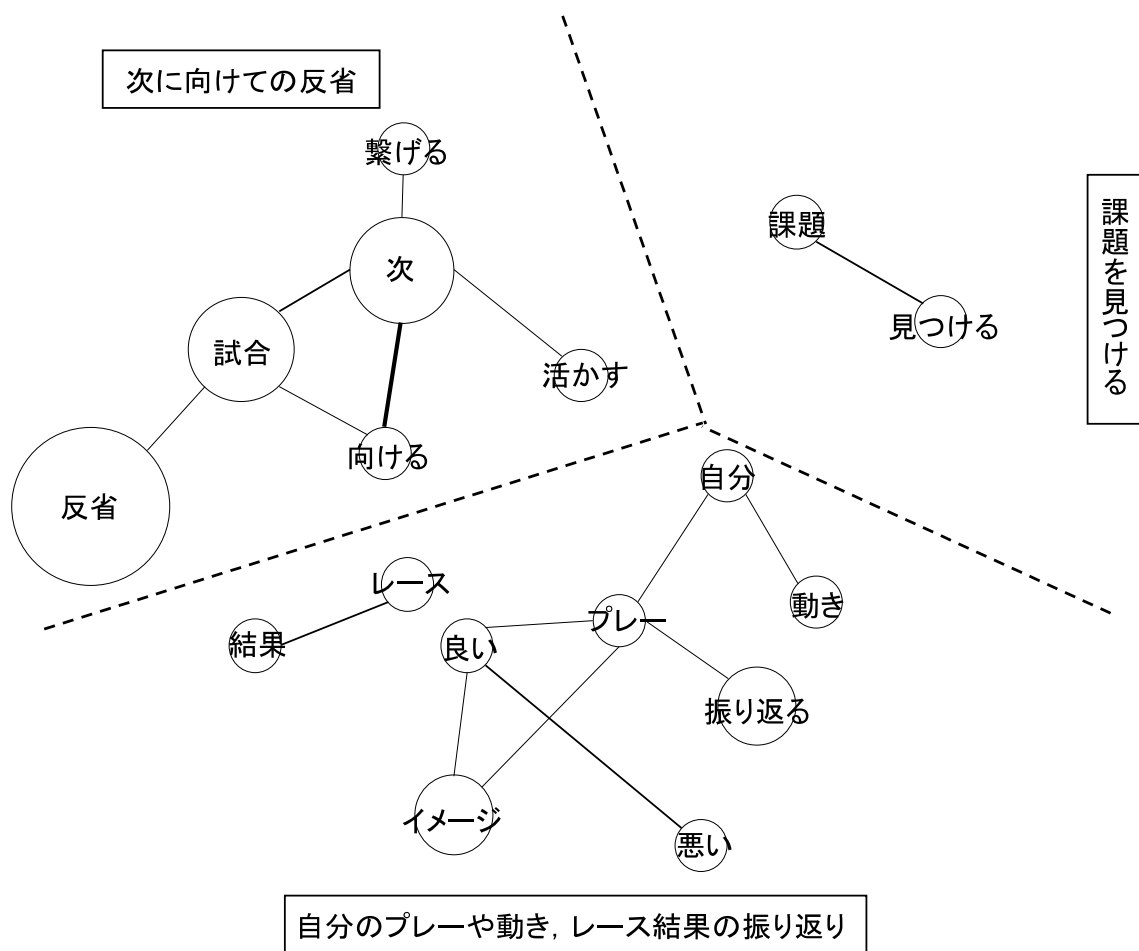 次に向けての反省
繋げる
次
試合
活かす
向ける
反省
課題
見つける
課題を見つける
自分
動き
レース
結果
プレー
良い
振り返る
イメージ
悪い
自分のプレーや動き，レース結果の振り返り